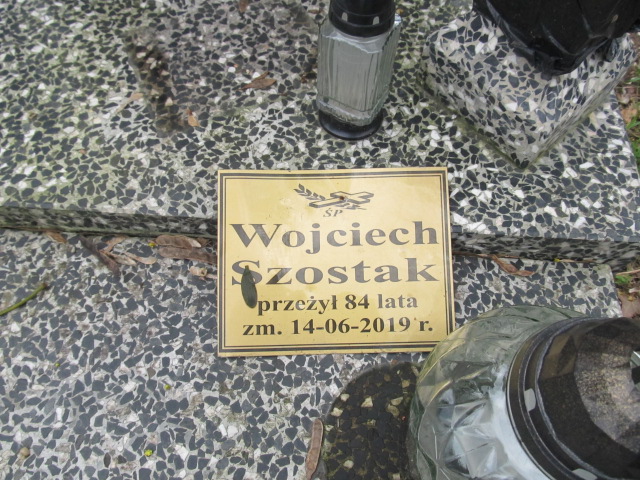 ŚP
Wojciech
Szostak
przeżył 84 lata
zm. 14-06-2019 r.